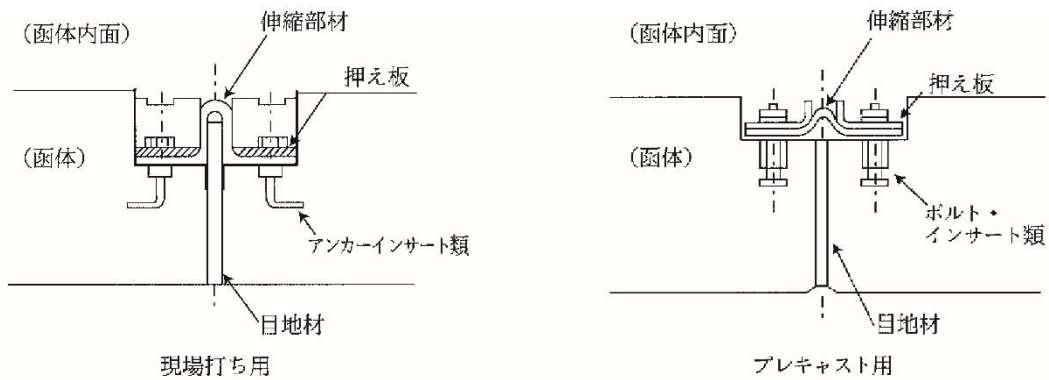 (函体内面)
伸縮部材
押え板
(函体)
アンカーインサート類
目地材
現場打ち用
(函体内面)
伸縮部材
押え板
(函体)
ボルト・
インサート類
目地材
プレキャスト用